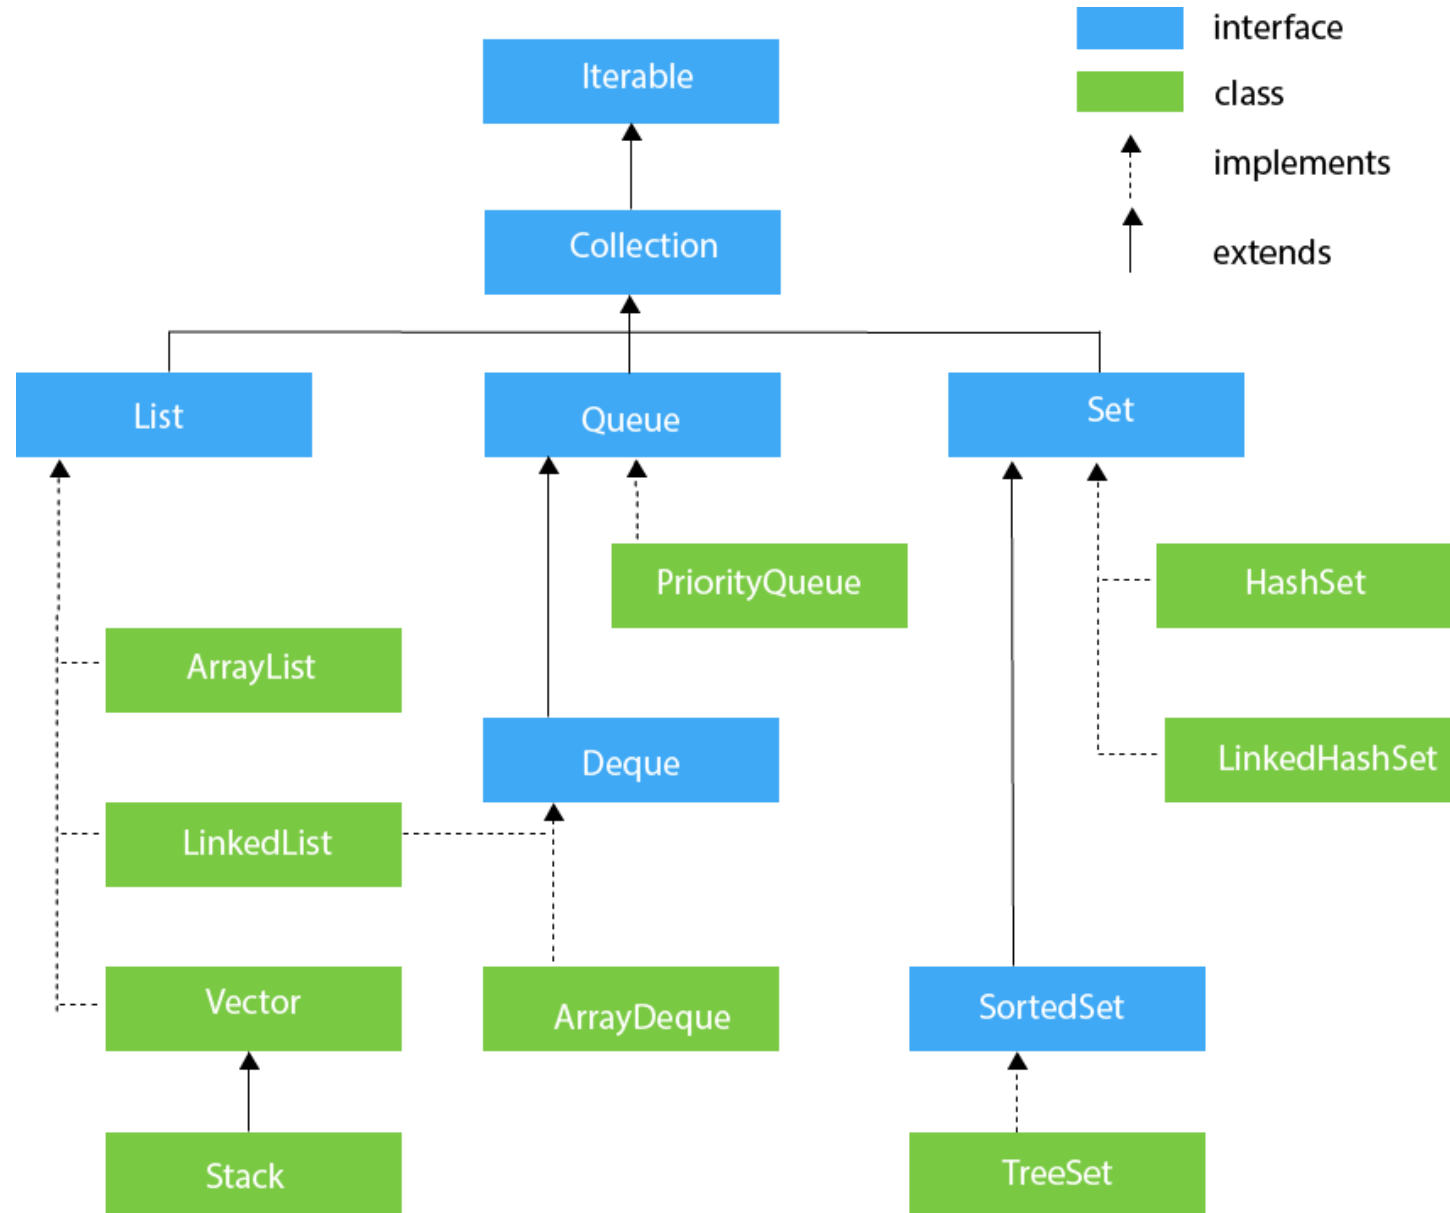 interface
Iterable
class
implements
Collection
extends
List
Queue
Set
PriorityQueue
HashSet
ArrayList
Deque
LinkedHashSet
LinkedList
Vector
ArrayDeque
SortedSet
Stack
TreeSet